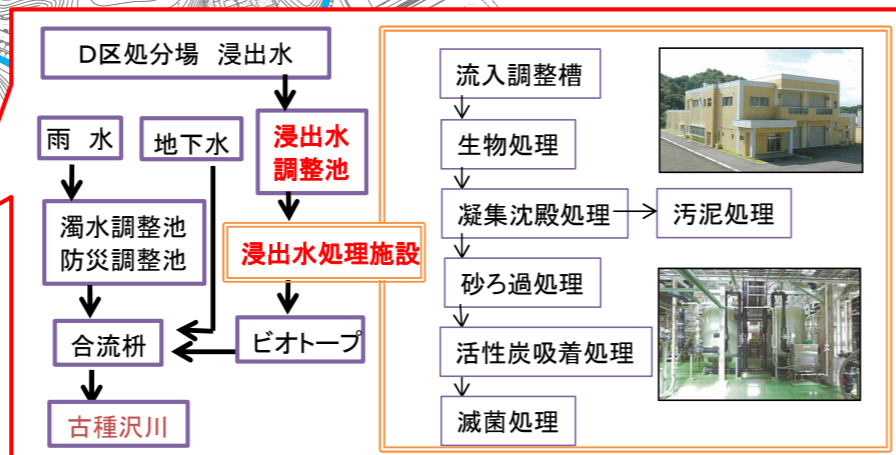 D区処分場 浸出水
雨 水
地下水
浸出水
調整池
濁水調整池
防災調整池
浸出水処理施設
合流枡
ビオトープ
古種沢川
流入調整槽
生物処理
凝集沈殿処理
汚泥処理
砂ろ過処理
活性炭吸着処理
滅菌処理